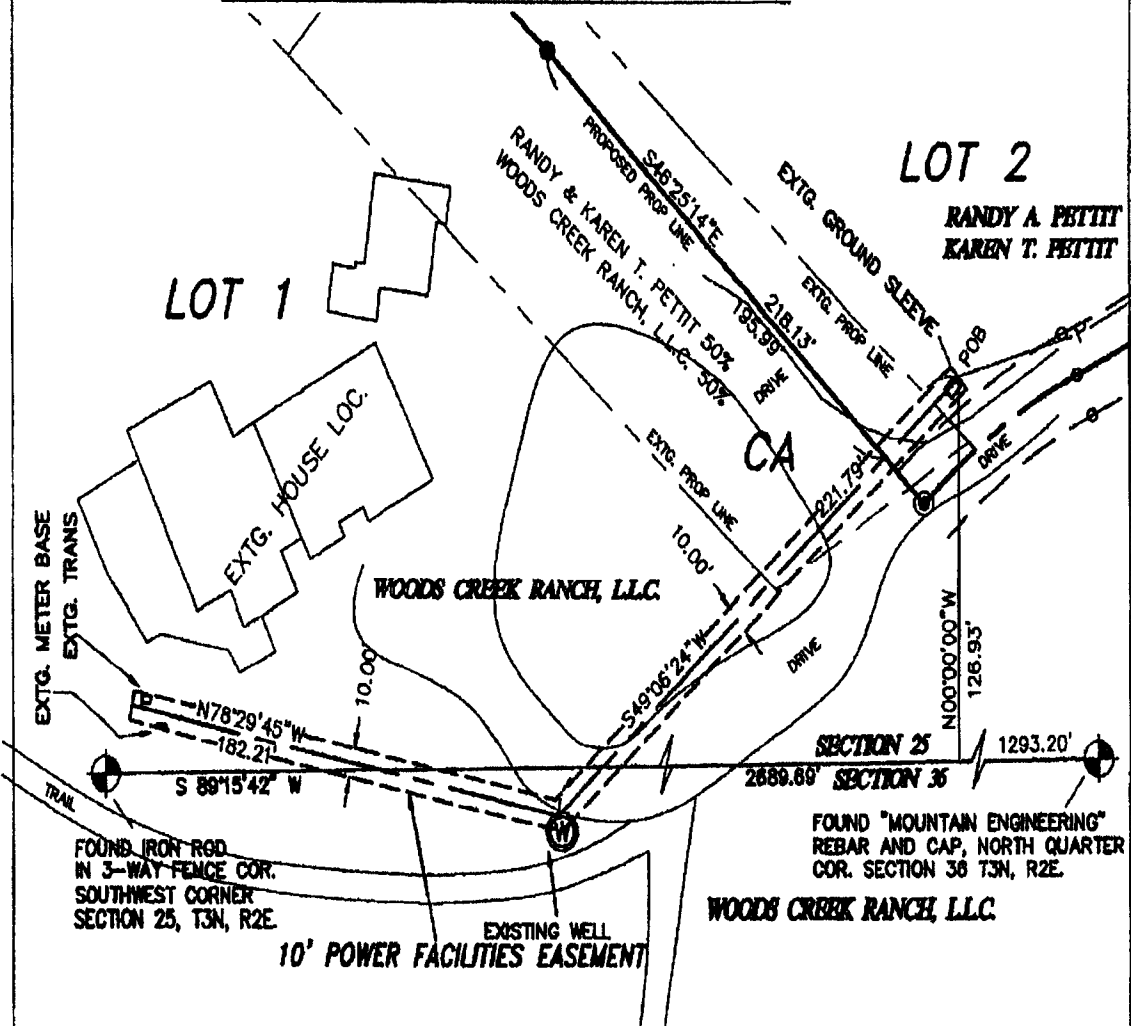 LOT 2
RANDY A. PETTIT
KAREN T. PETTIT
PROPOSED PROP LINE
S46°25'14"E
218.13'
195.99'
RANDY & KAREN T. PETTIT 50%
WOODS CREEK RANCH, L.L.C. 50%
EXTG. GROUND SLEEVE
EXTG. PROP LINE
DRIVE
POB
P
LOT 1
EXTG. HOUSE LOC.
EXTG. PROP LINE
CA
DRIVE
221.79'
10.00'
WOODS CREEK RANCH, L.L.C.
EXTG. METER BASE
EXTG. TRANS
10.00'
S49°06'24"W
DRIVE
N00°00'00"W
126.93'
N78°29'45"W
182.21'
SECTION 25
1293.20'
S 89°15'42" W
2689.69'
SECTION 36
TRAIL
W
FOUND IRON ROD
IN 3-WAY FENCE COR.
SOUTHWEST CORNER
SECTION 25, T3N, R2E.
FOUND "MOUNTAIN ENGINEERING"
REBAR AND CAP, NORTH QUARTER
COR. SECTION 36 T3N, R2E.
WOODS CREEK RANCH, L.L.C.
EXISTING WELL
10' POWER FACILITIES EASEMENT